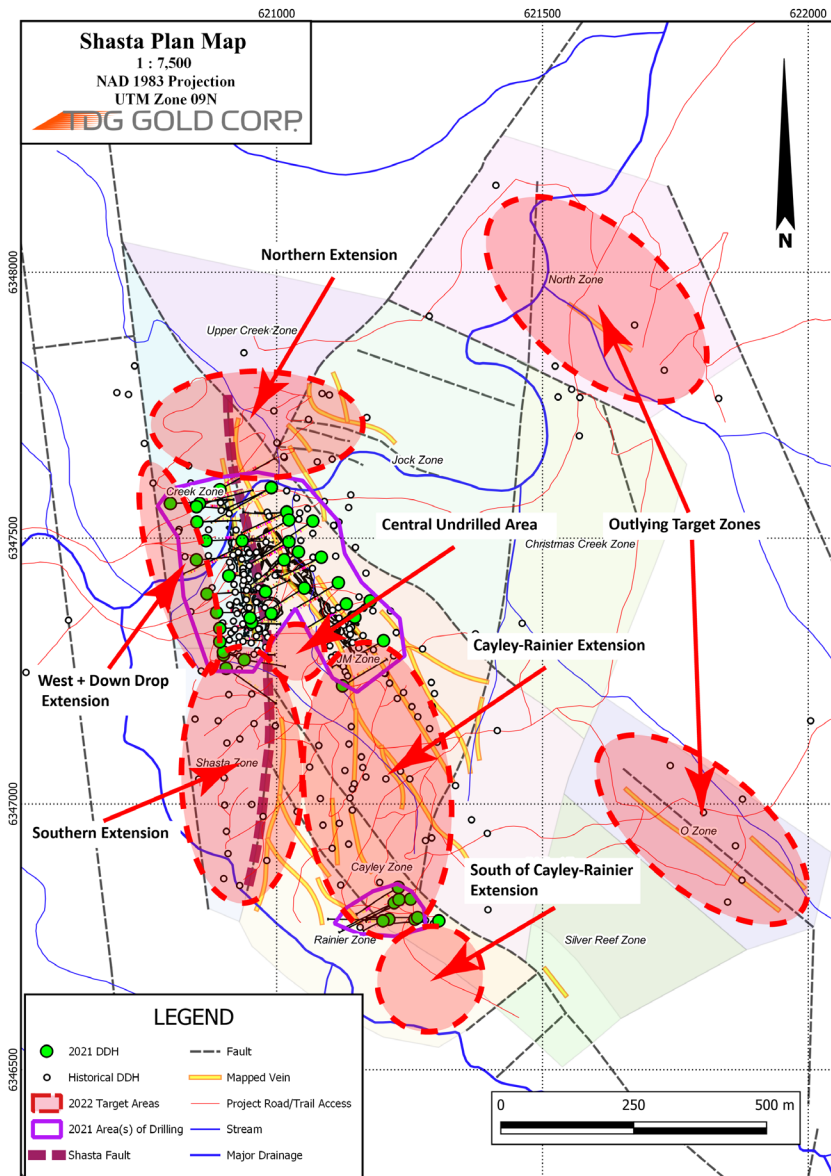 621000
621500
622000
Shasta Plan Map
1 : 7,500
NAD 1983 Projection
UTM Zone 09N
TDG GOLD CORP.
N
6348000
6347500
6347000
6346500
Northern Extension
North Zone
Upper Creek Zone
Jock Zone
Creek Zone
Central Undrilled Area
Outlying Target Zones
Christmas Creek Zone
Cayley-Rainier Extension
JM Zone
West + Down Drop
Extension
Shasta Zone
Southern Extension
O Zone
Cayley Zone
South of Cayley-Rainier
Extension
Rainier Zone
Silver Reef Zone
LEGEND
2021 DDH
Historical DDH
2022 Target Areas
2021 Area(s) of Drilling
Shasta Fault
Fault
Mapped Vein
Project Road/Trail Access
Stream
Major Drainage
0 250 500 m